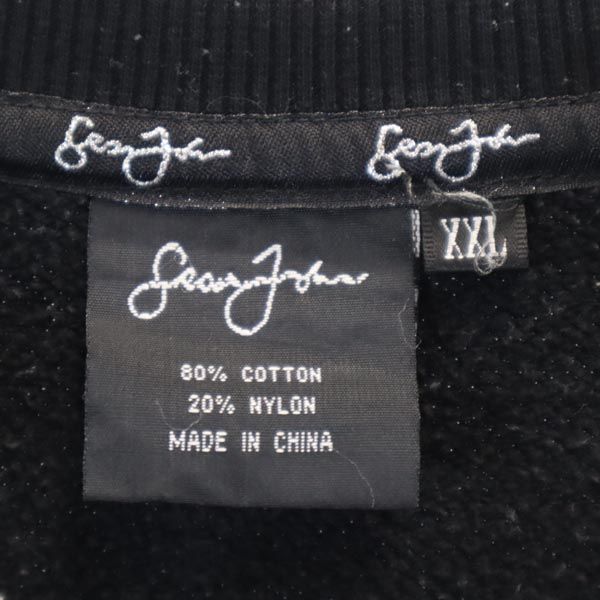 Sean John Sean John
XXL
Sean John
80% COTTON
20% NYLON
MADE IN CHINA